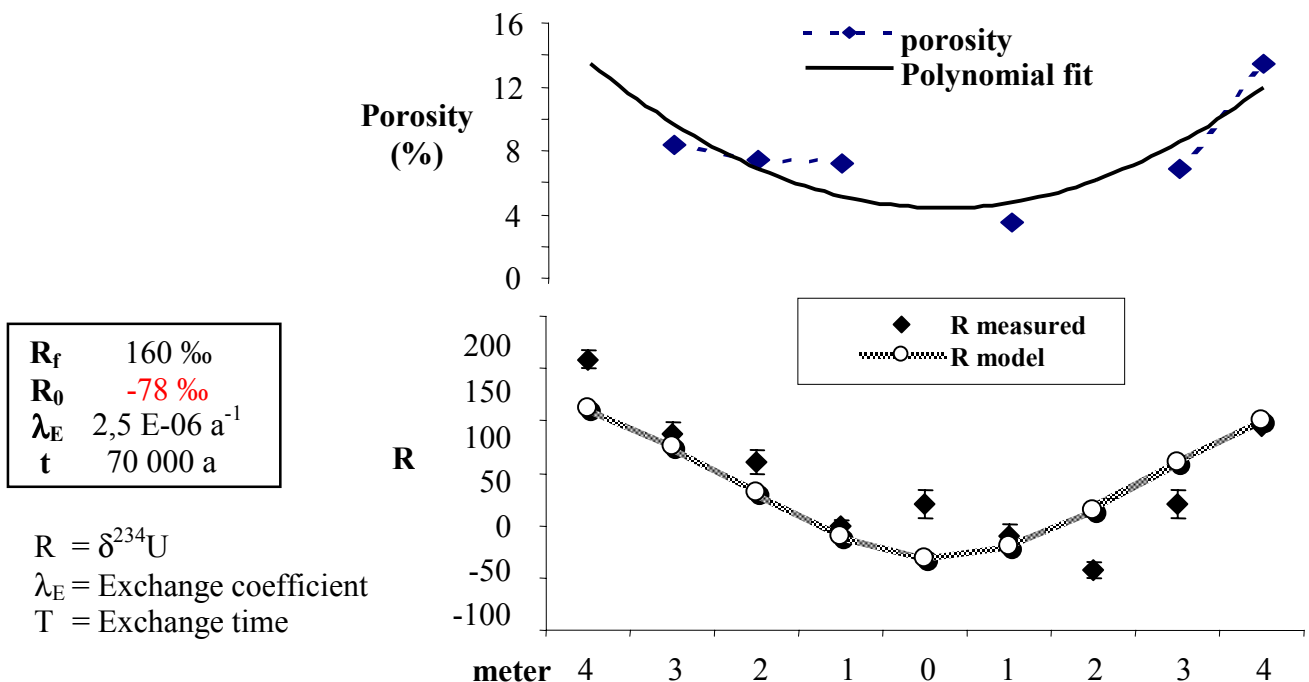 16
12
8
4
0
Porosity
(%)
porosity
Polynomial fit
R measured
R model
200
150
100
50
0
-50
-100
R
meter 4 3 2 1 0 1 2 3 4
Rf 160 ‰
R0 -78 ‰
λE 2,5 E-06 a-1
t 70 000 a
R = δ234U
λE = Exchange coefficient
T = Exchange time